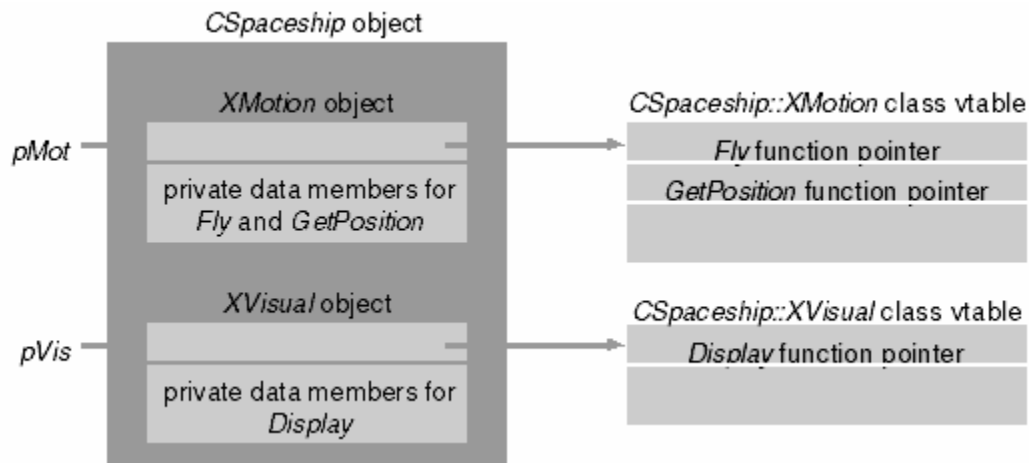 CSpaceship object
XMotion object
pMot
private data members for
Fly and GetPosition
XVisual object
pVis
private data members for
Display
CSpaceship::XMotion class vtable
Fly function pointer
GetPosition function pointer
CSpaceship::XVisual class vtable
Display function pointer